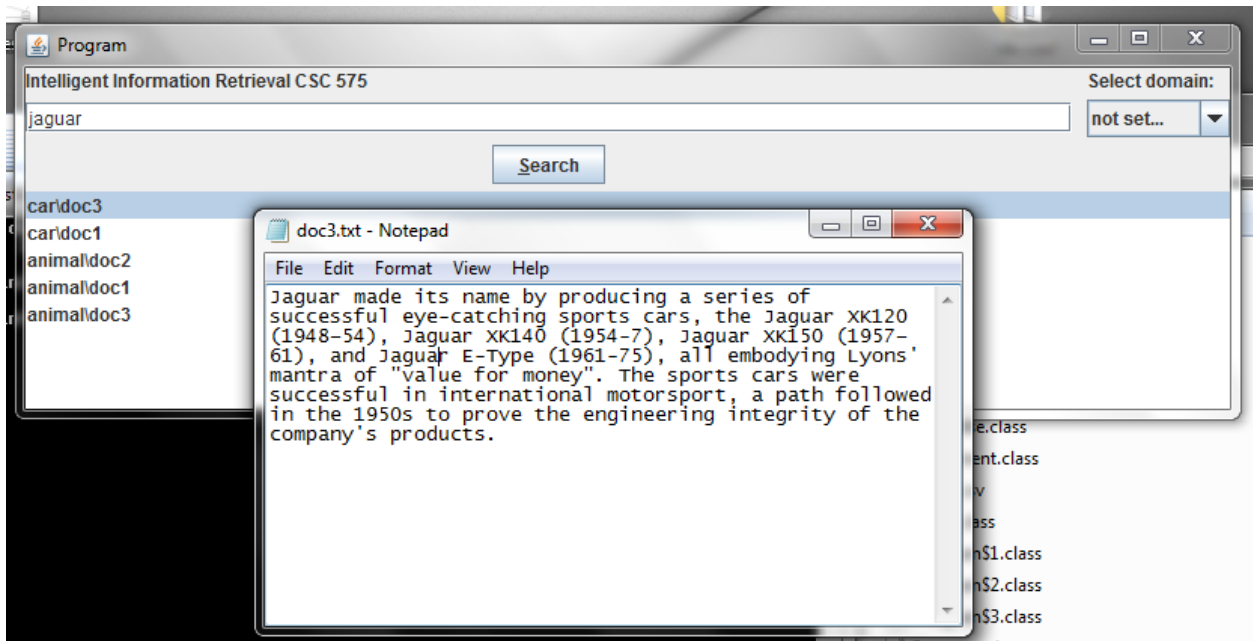 Program
Intelligent Information Retrieval CSC 575
Select domain:
jaguar
not set...
Search
car\doc3
car\doc1
animal\doc2
animal\doc1
animal\doc3
doc3.txt - Notepad
File Edit Format View Help
Jaguar made its name by producing a series of
successful eye-catching sports cars, the Jaguar XK120
(1948-54), Jaguar XK140 (1954-7), Jaguar XK150 (1957-
61), and Jaguar E-Type (1961-75), all embodying Lyons'
mantra of "value for money". The sports cars were
successful in international motorsport, a path followed
in the 1950s to prove the engineering integrity of the
company's products.
e.class
ent.class
v
ass
n$1.class
n$2.class
n$3.class